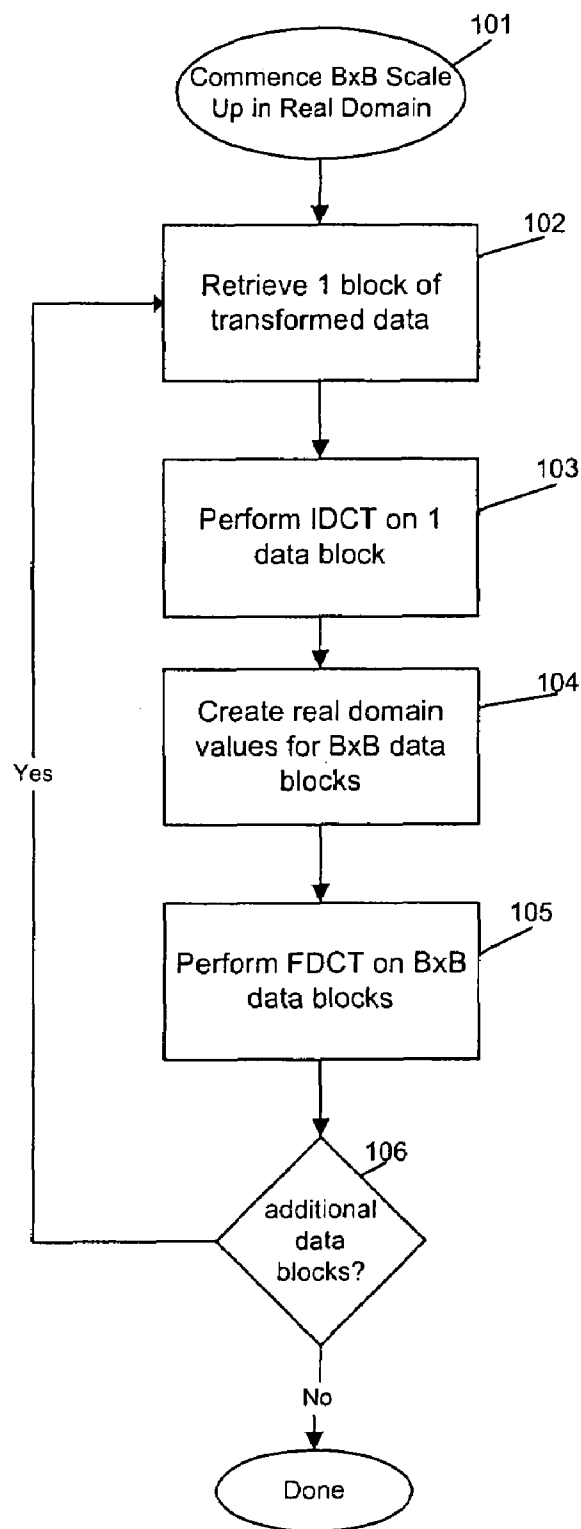 101
Commence BxB Scale
Up in Real Domain
102
Retrieve 1 block of
transformed data
103
Perform IDCT on 1
data block
104
Create real domain
values for BxB data
blocks
Yes
105
Perform FDCT on BxB
data blocks
106
additional
data
blocks?
No
Done